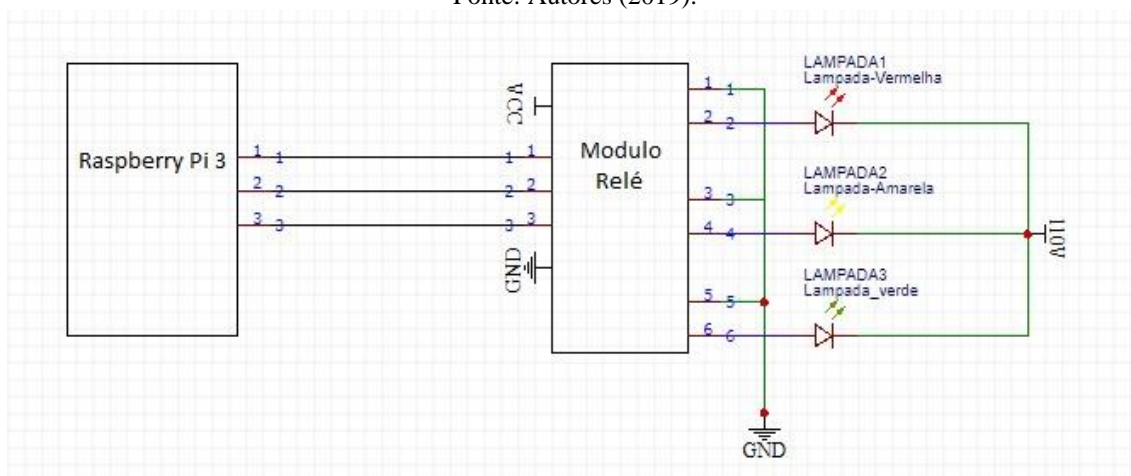 Fonte: Autores (2019).
LAMPADA1
Lampada-Vermelha
VCC
1 1
2 2
Raspberry Pi 3
1 1
2 2
3 3
1 1
2 2
3 3
Modulo
Relé
LAMPADA2
Lampada-Amarela
3 3
4 4
110V
GND
LAMPADA3
Lampada_verde
5 5
6 6
GND